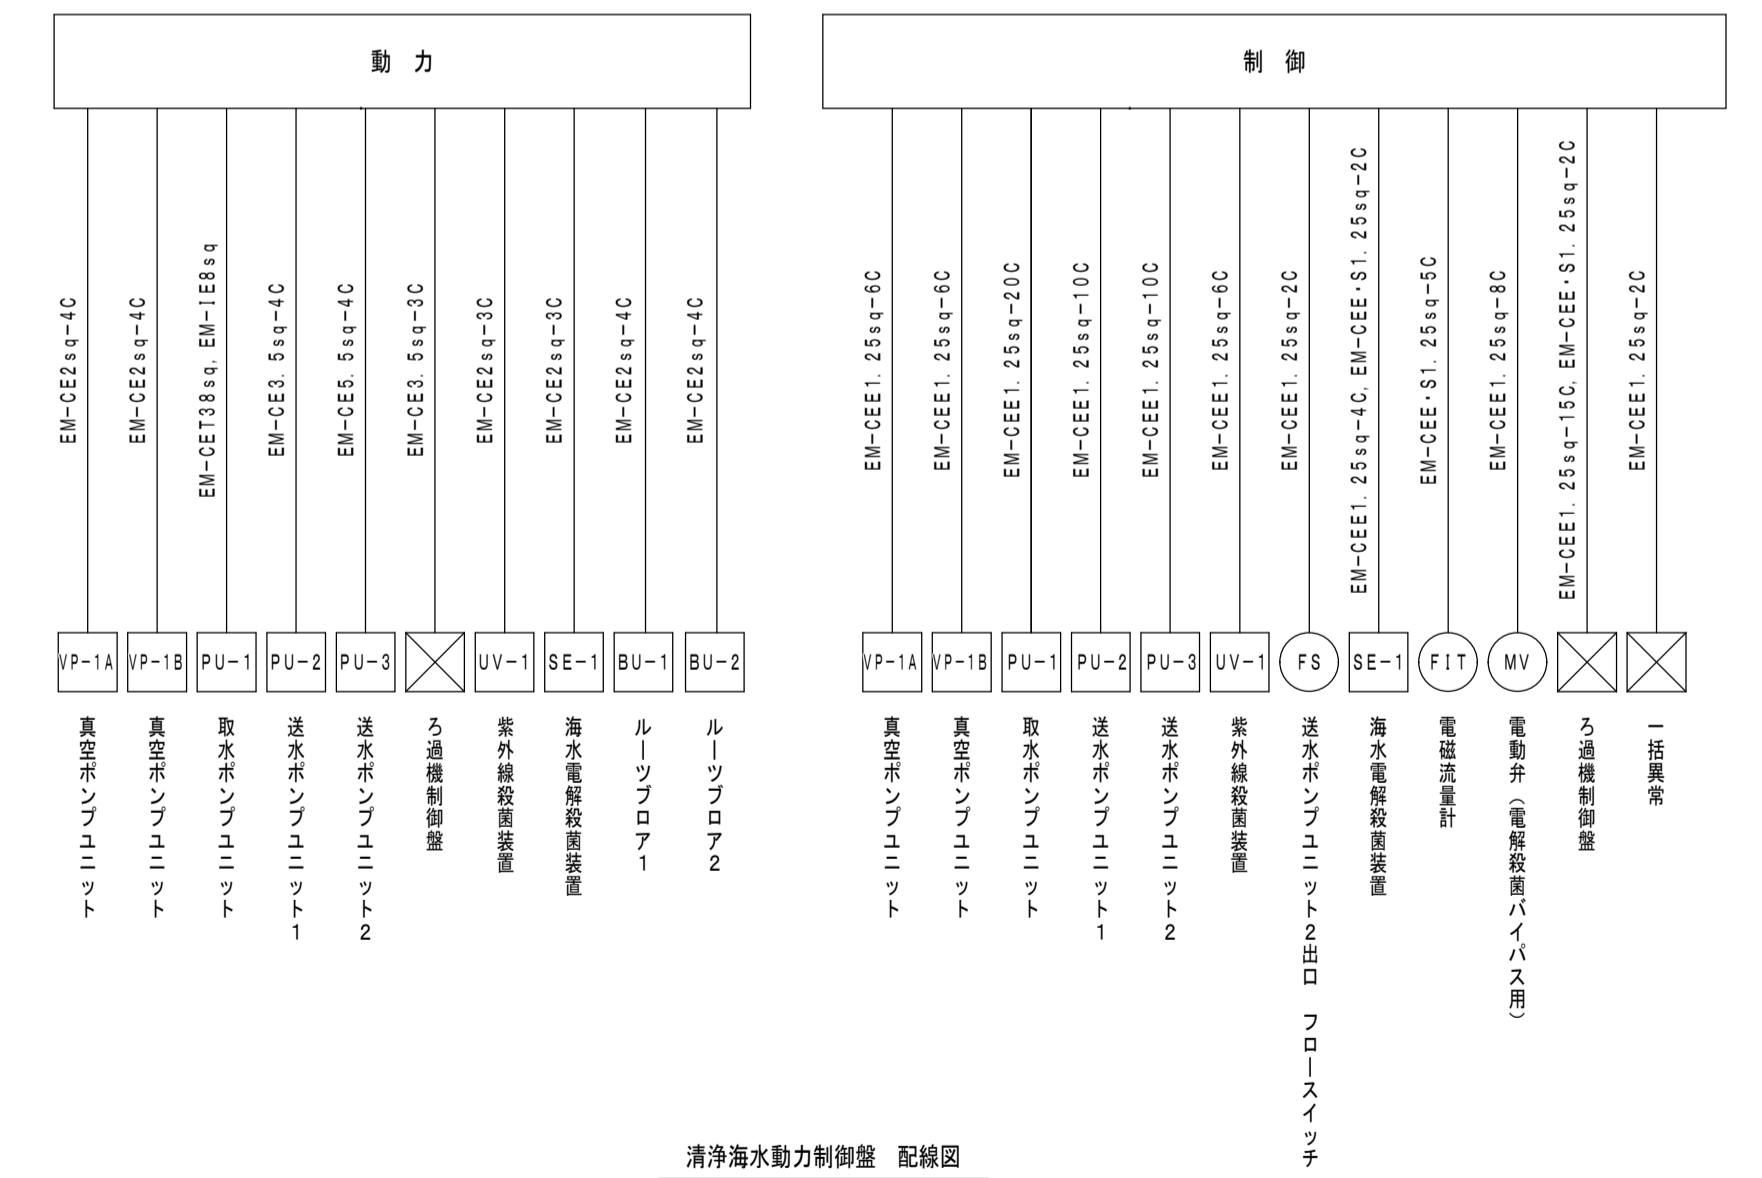 動　力
制　御
EM-CE2sq-4C
EM-CE2sq-4C
EM-CET38sq, EM-IE8sq
EM-CE3.5sq-4C
EM-CE5.5sq-4C
EM-CE3.5sq-3C
EM-CE2sq-3C
EM-CE2sq-3C
EM-CE2sq-4C
EM-CE2sq-4C
EM-CEE1.25sq-6C
EM-CEE1.25sq-6C
EM-CEE1.25sq-20C
EM-CEE1.25sq-10C
EM-CEE1.25sq-10C
EM-CEE1.25sq-6C
EM-CEE1.25sq-2C
EM-CEE1.25sq-4C, EM-CEE・S1.25sq-2C
EM-CEE・S1.25sq-5C
EM-CEE1.25sq-8C
EM-CEE1.25sq-15C, EM-CEE・S1.25sq-2C
EM-CEE1.25sq-2C
VP-1A
VP-1B
PU-1
PU-2
PU-3
UV-1
SE-1
BU-1
BU-2
VP-1A
VP-1B
PU-1
PU-2
PU-3
UV-1
FS
SE-1
FIT
MV
真空ポンプユニット
真空ポンプユニット
取水ポンプユニット
送水ポンプユニット1
送水ポンプユニット2
ろ過機制御盤
紫外線殺菌装置
海水電解殺菌装置
ルーツブロア1
ルーツブロア2
真空ポンプユニット
真空ポンプユニット
取水ポンプユニット
送水ポンプユニット1
送水ポンプユニット2
紫外線殺菌装置
送水ポンプユニット2出口　フロースイッチ
海水電解殺菌装置
電磁流量計
電動弁（電解殺菌バイパス用）
ろ過機制御盤
一括異常
清浄海水動力制御盤　配線図